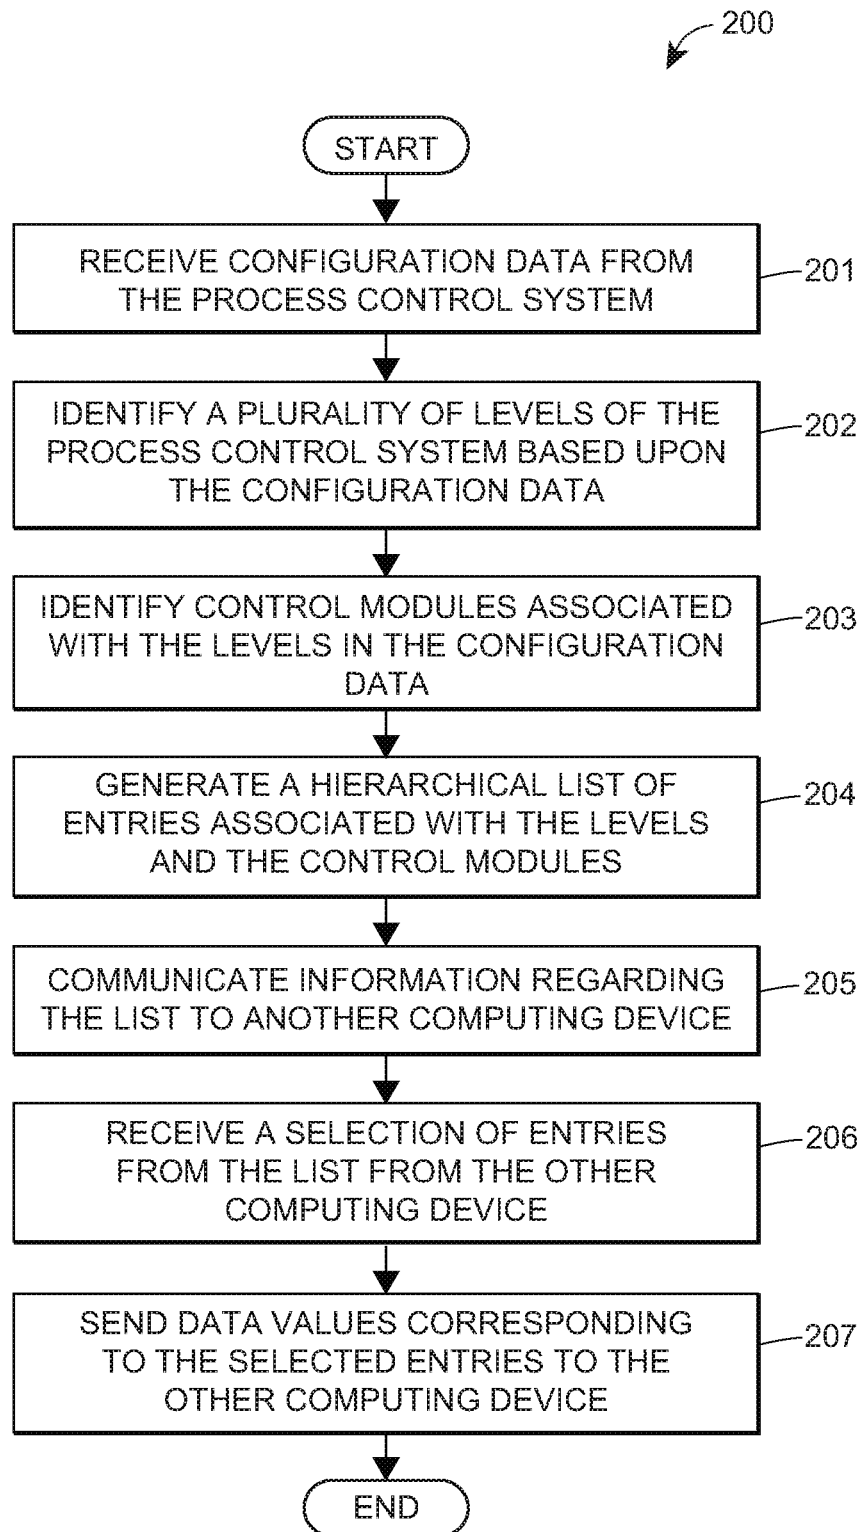 200
START
RECEIVE CONFIGURATION DATA FROM
THE PROCESS CONTROL SYSTEM
201
IDENTIFY A PLURALITY OF LEVELS OF THE
PROCESS CONTROL SYSTEM BASED UPON
THE CONFIGURATION DATA
202
IDENTIFY CONTROL MODULES ASSOCIATED
WITH THE LEVELS IN THE CONFIGURATION
DATA
203
GENERATE A HIERARCHICAL LIST OF
ENTRIES ASSOCIATED WITH THE LEVELS
AND THE CONTROL MODULES
204
COMMUNICATE INFORMATION REGARDING
THE LIST TO ANOTHER COMPUTING DEVICE
205
RECEIVE A SELECTION OF ENTRIES
FROM THE LIST FROM THE OTHER
COMPUTING DEVICE
206
SEND DATA VALUES CORRESPONDING
TO THE SELECTED ENTRIES TO THE
OTHER COMPUTING DEVICE
207
END